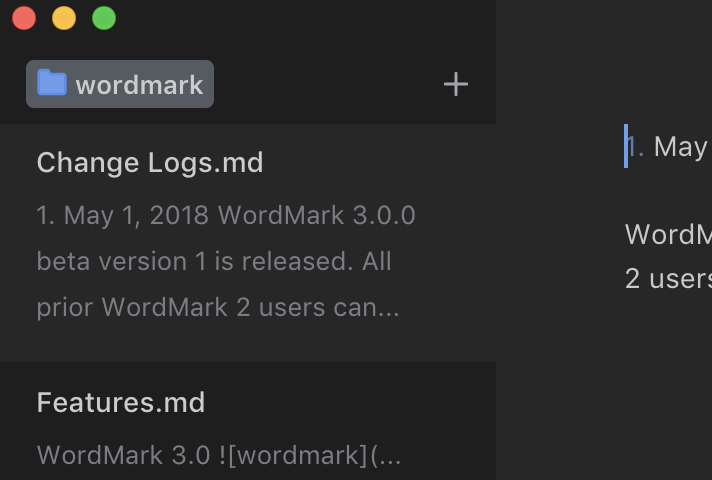 wordmark
Change Logs.md
1. May 1, 2018 WordMark 3.0.0
beta version 1 is released. All
prior WordMark 2 users can...
Features.md
WordMark 3.0 ![wordmark](...
1. May
WordM
2 users